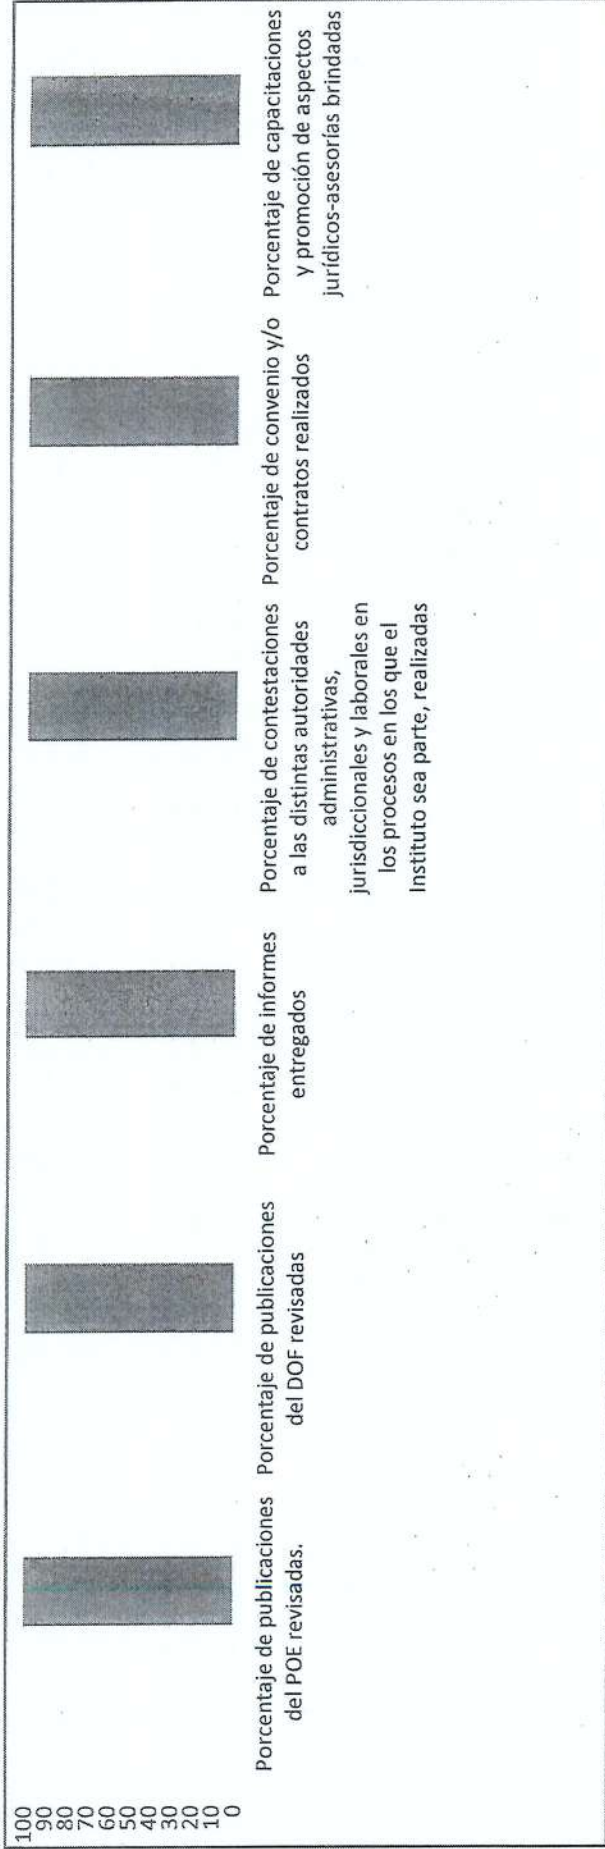 100
90
80
70
60
50
40
30
20
10
0
Porcentaje de publicaciones
del POE revisadas.
Porcentaje de publicaciones
del DOF revisadas
Porcentaje de informes
entregados
Porcentaje de contestaciones
a las distintas autoridades
administrativas,
jurisdiccionales y laborales en
los procesos en los que el
Instituto sea parte, realizadas
Porcentaje de convenio y/o
contratos realizados
Porcentaje de capacitaciones
y promoción de aspectos
jurídicos-asesorías brindadas